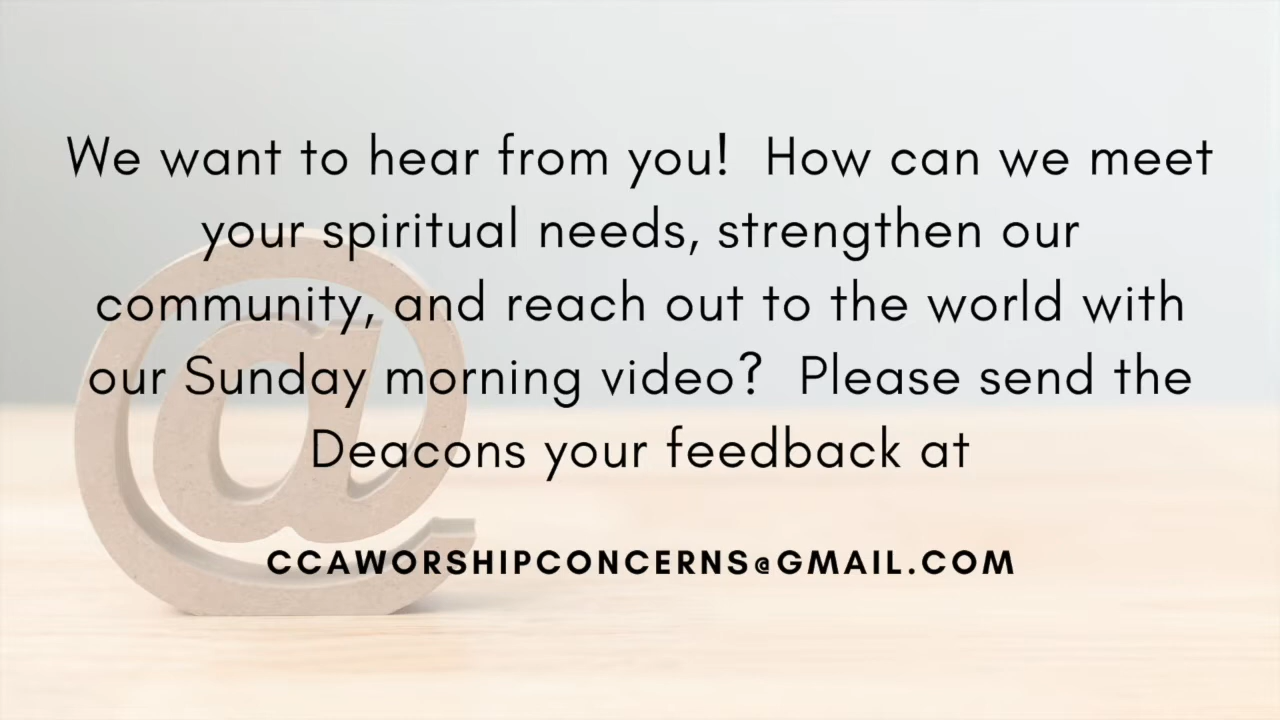 We want to hear from you!  How can we meet
your spiritual needs, strengthen our
community, and reach out to the world with
our Sunday morning video?  Please send the
Deacons your feedback at
CCAWORSHIPCONCERNS@GMAIL.COM